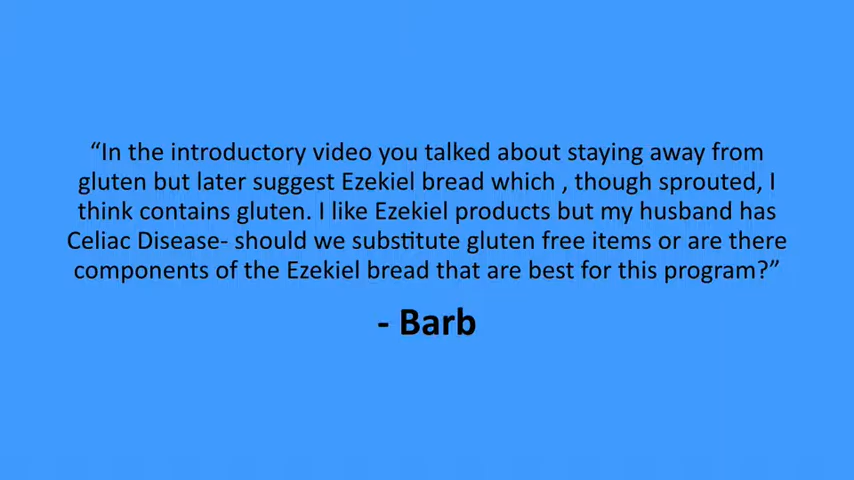 “In the introductory video you talked about staying away from
gluten but later suggest Ezekiel bread which , though sprouted, I
think contains gluten. I like Ezekiel products but my husband has
Celiac Disease- should we substitute gluten free items or are there
components of the Ezekiel bread that are best for this program?”
- Barb